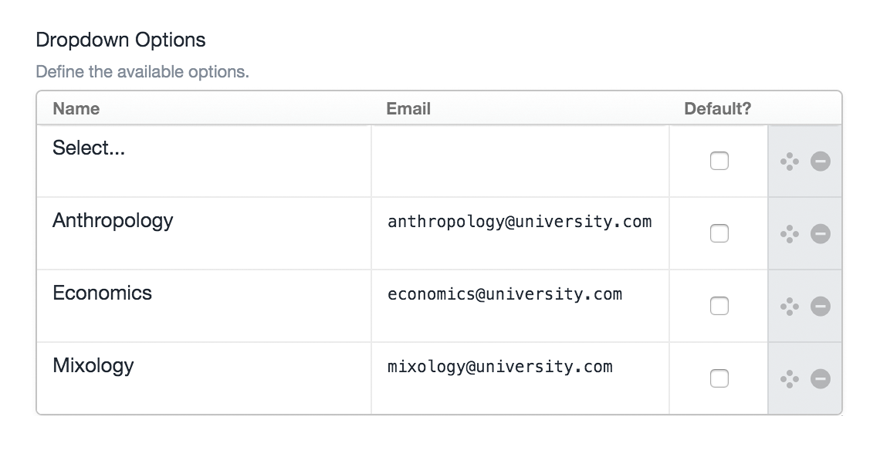 Dropdown Options
Define the available options.
Name Email Default?
Select...
Anthropology anthropology@university.com
Economics economics@university.com
Mixology mixology@university.com